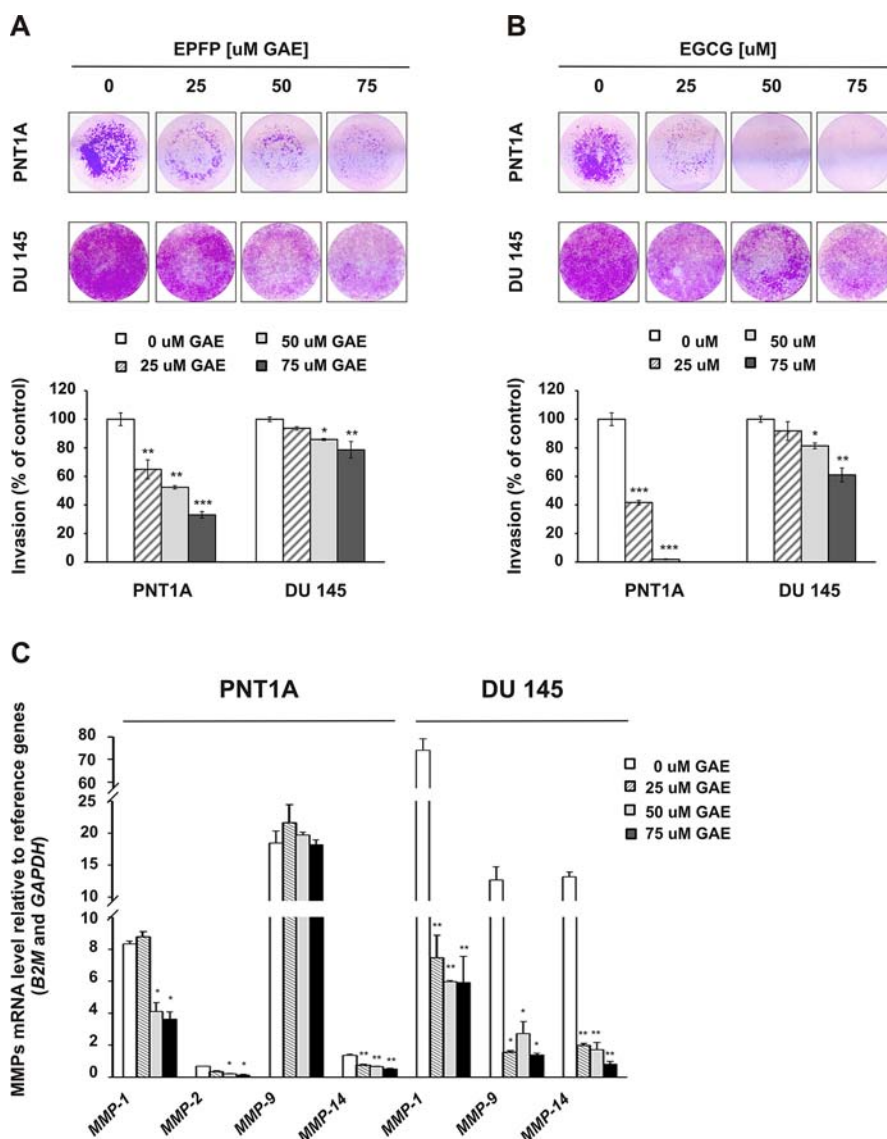 A
EPFP [uM GAE]
0 25 50 75
PNT1A
DU 145
0 uM GAE 50 uM GAE
25 uM GAE 75 uM GAE
Invasion (% of control)
120
100
80
60
40
20
0
** ** *** * **
PNT1A DU 145
B
EGCG [uM]
0 25 50 75
PNT1A
DU 145
0 uM 50 uM
25 uM 75 uM
Invasion (% of control)
120
100
80
60
40
20
0
*** *** * **
PNT1A DU 145
C
PNT1A DU 145
MMPs mRNA level relative to reference genes
(B2M and GAPDH)
80
70
60
25
20
15
10
10
8
6
4
2
0
0 uM GAE
25 uM GAE
50 uM GAE
75 uM GAE
* * * * ** ** ** ** ** ** * * * ** ** **
MMP-1 MMP-2 MMP-9 MMP-14 MMP-1 MMP-9 MMP-14